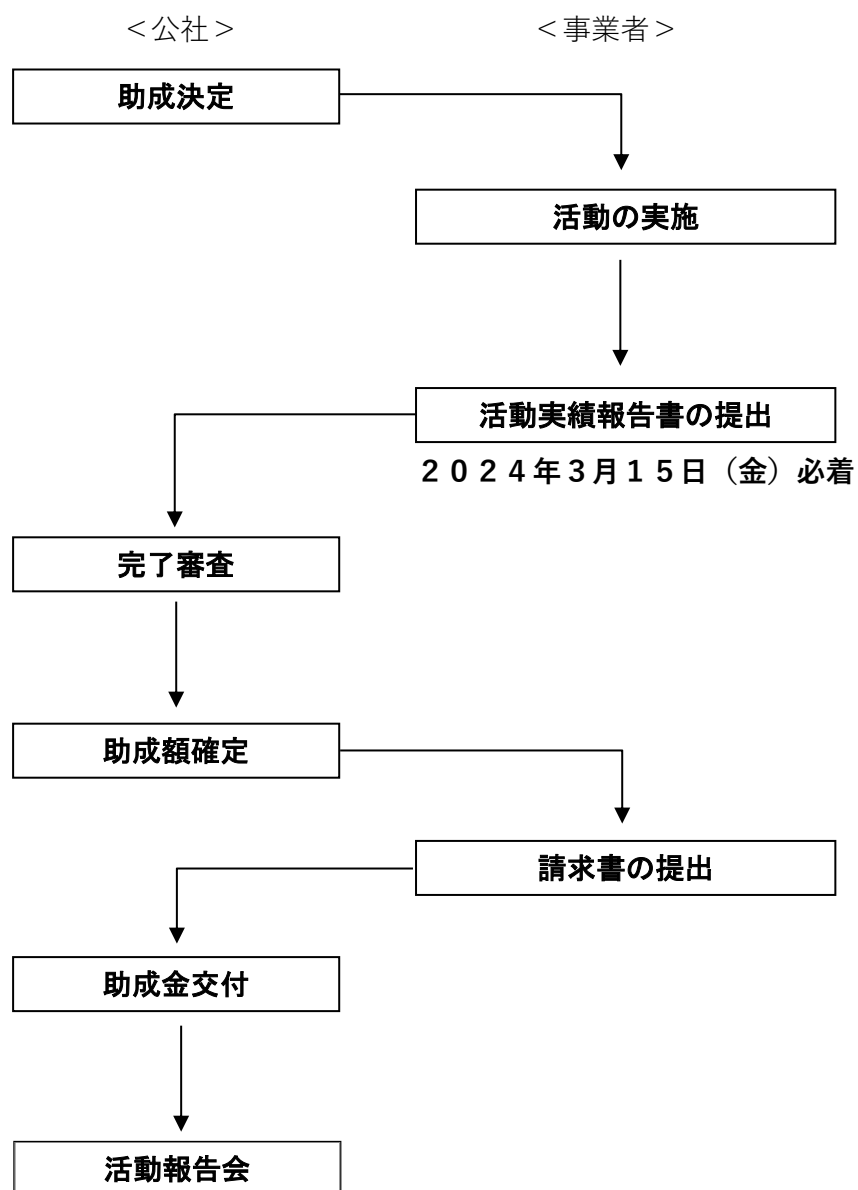 ＜公社＞
＜事業者＞
助成決定
活動の実施
活動実績報告書の提出
２０２４年３月１５日（金）必着
完了審査
助成額確定
請求書の提出
助成金交付
活動報告会